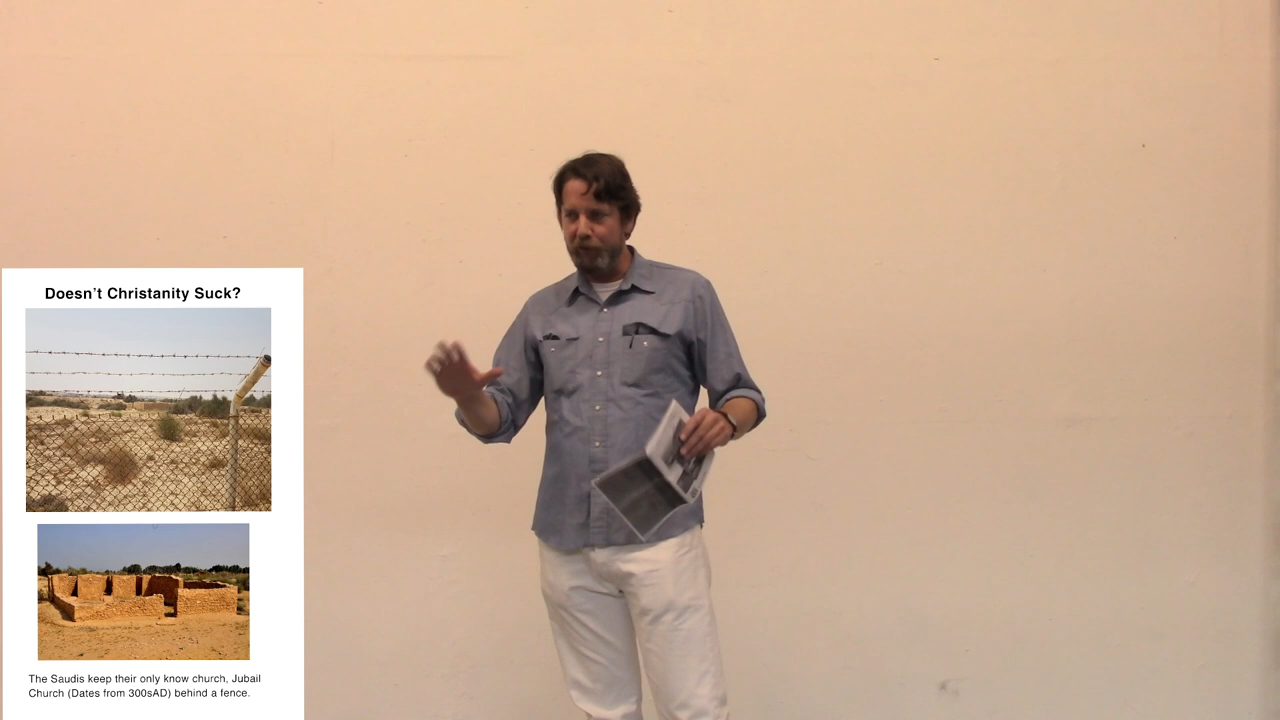 Doesn't Christanity Suck?
The Saudis keep their only know church, Jubail
Church (Dates from 300sAD) behind a fence.